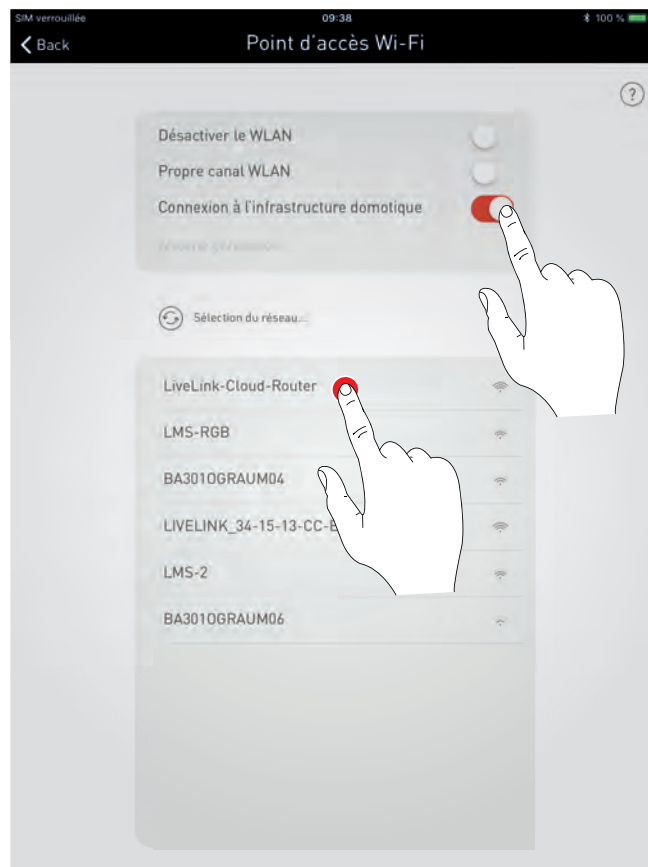 SIM verrouillée 09:38 100 %
Back Point d'accès Wi-Fi
?
Désactiver le WLAN
Propre canal WLAN
Connexion à l'infrastructure domotique
Sélection du réseau...
LiveLink-Cloud-Router
LMS-RGB
BA3010GRAUM04
LIVELINK_34-15-13-CC-
LMS-2
BA3010GRAUM06